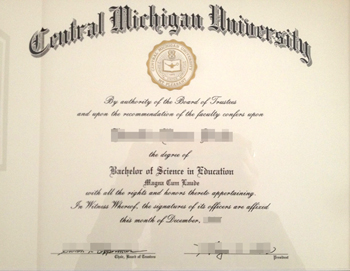 Central Michigan University
By authority of the Board of Trustees
and upon the recommendation of the faculty confers upon
the degree of
Bachelor of Science in Education
Magna Cum Laude
with all the rights and honors thereto appertaining.
In Witness Whereof, the signatures of its officers are affixed
this month of December,
Chair, Board of Trustees
President